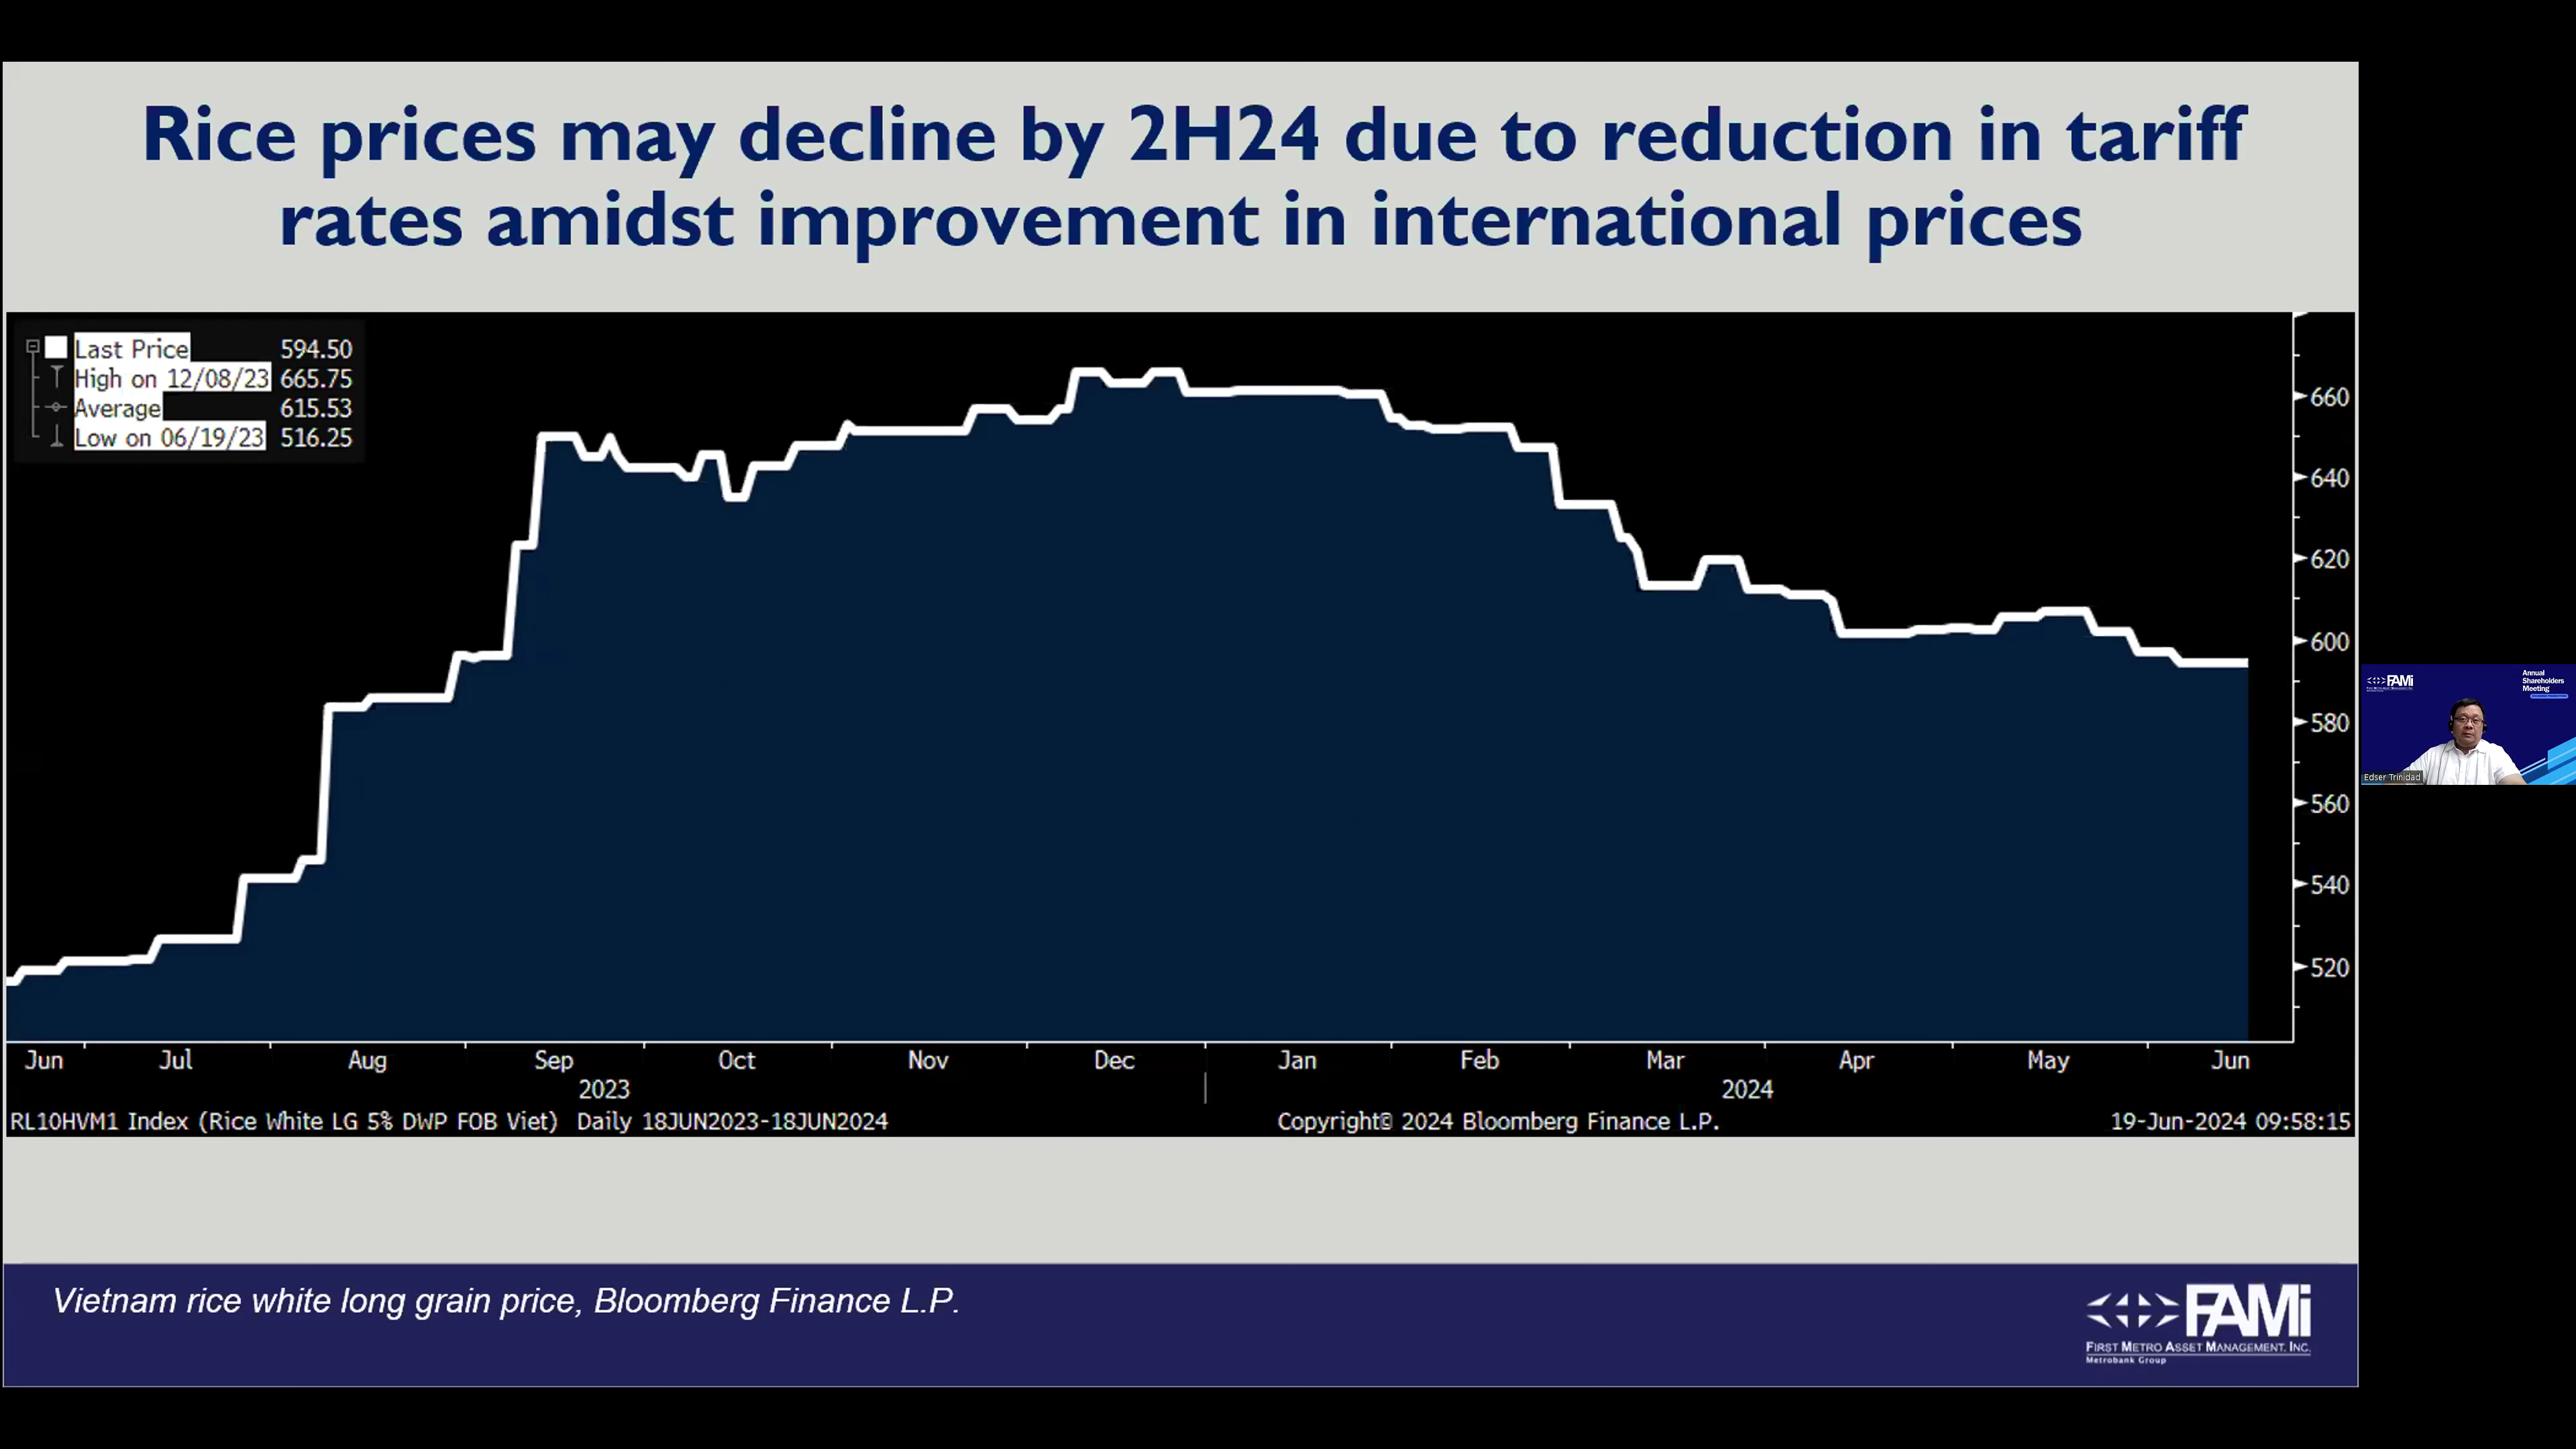 Rice prices may decline by 2H24 due to reduction in tariff
rates amidst improvement in international prices
Last Price 594.50
High on 12/08/23 665.75
Average 615.53
Low on 06/19/23 516.25
660
640
620
600
580
560
540
520
Jun Jul Aug Sep Oct Nov Dec Jan Feb Mar Apr May Jun
2023 2024
RL10HVM1 Index (Rice White LG 5% DWP FOB Viet) Daily 18JUN2023-18JUN2024 Copyright© 2024 Bloomberg Finance L.P. 19-Jun-2024 09:58:15
Vietnam rice white long grain price, Bloomberg Finance L.P.
FAMi
FIRST METRO ASSET MANAGEMENT, INC.
Metrobank Group
FAMi
Annual
Shareholders
Meeting
Edser Trinidad